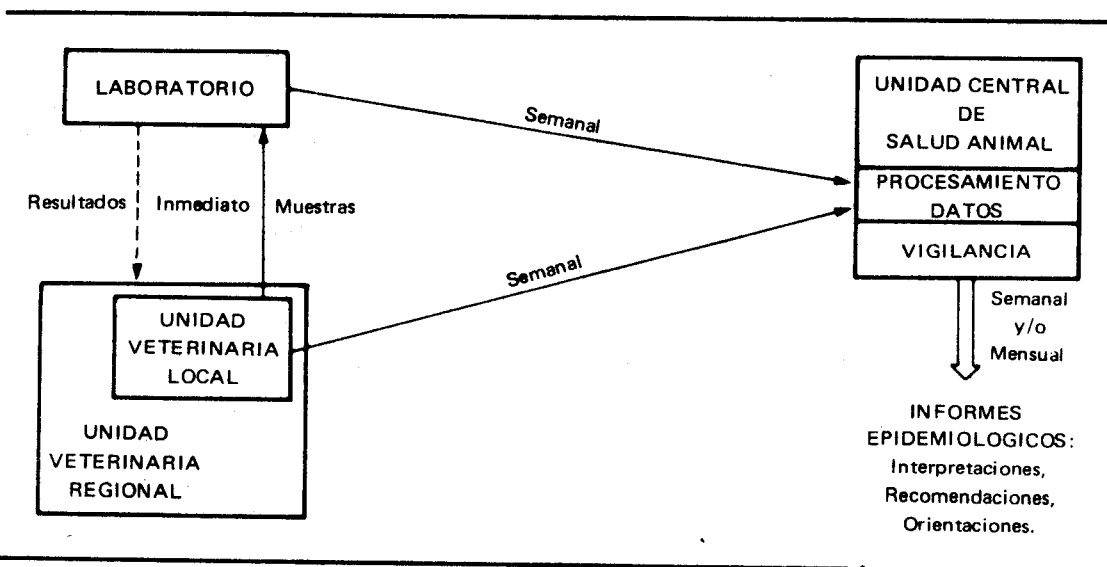 LABORATORIO
Semanal
UNIDAD CENTRAL
DE
SALUD ANIMAL
PROCESAMIENTO
DATOS
VIGILANCIA
Resultados
Inmediato
Muestras
Semanal
UNIDAD
VETERINARIA
LOCAL
UNIDAD
VETERINARIA
REGIONAL
Semanal
y/o
Mensual
INFORMES
EPIDEMIOLOGICOS:
Interpretaciones,
Recomendaciones,
Orientaciones.